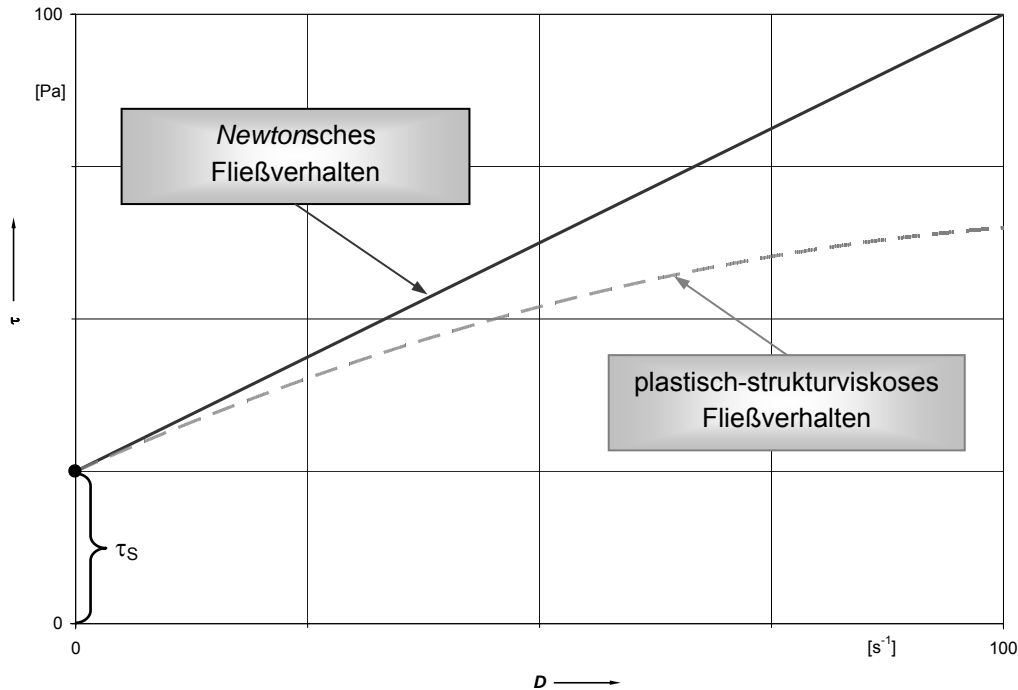 100
[Pa]
Newtonsches
Fließverhalten
τ
plastisch-strukturviskoses
Fließverhalten
τS
0
0
[s-1]
100
D